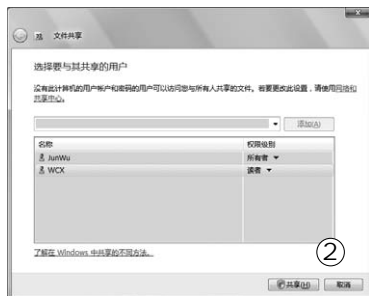 文件共享
选择要与其共享的用户
没有此计算机的用户帐户和密码的用户可以访问您与所有人共享的文件。若要更改此设置，请使用网络和
共享中心。
添加(A)
名称 权限级别
JunWu 所有者
WCX 读者
了解在 Windows 中共享的不同方法。
②
共享(H) 取消